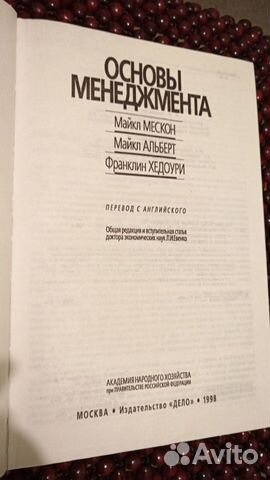 ОСНОВЫ
МЕНЕДЖМЕНТА
Майкл МЕСКОН
Майкл АЛЬБЕРТ
Франклин ХЕДОУРИ
ПЕРЕВОД С АНГЛИЙСКОГО
Общая редакция и вступительная статья
доктора экономических наук Л.И.Евенко
АКАДЕМИЯ НАРОДНОГО ХОЗЯЙСТВА
при ПРАВИТЕЛЬСТВЕ РОССИЙСКОЙ ФЕДЕРАЦИИ
МОСКВА • Издательство «ДЕЛО» • 1998
Avito